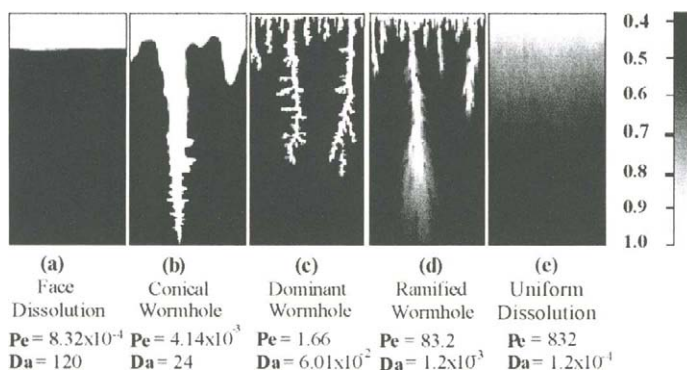 0.4
0.5
0.6
0.7
0.8
0.9
1.0
(a)
Face
Dissolution
Pe = 8.32x10-4
Da = 120
(b)
Conical
Wormhole
Pe = 4.14x10-3
Da = 24
(c)
Dominant
Wormhole
Pe = 1.66
Da = 6.01x10-2
(d)
Ramified
Wormhole
Pe = 83.2
Da = 1.2x10-3
(e)
Uniform
Dissolution
Pe = 832
Da = 1.2x10-4